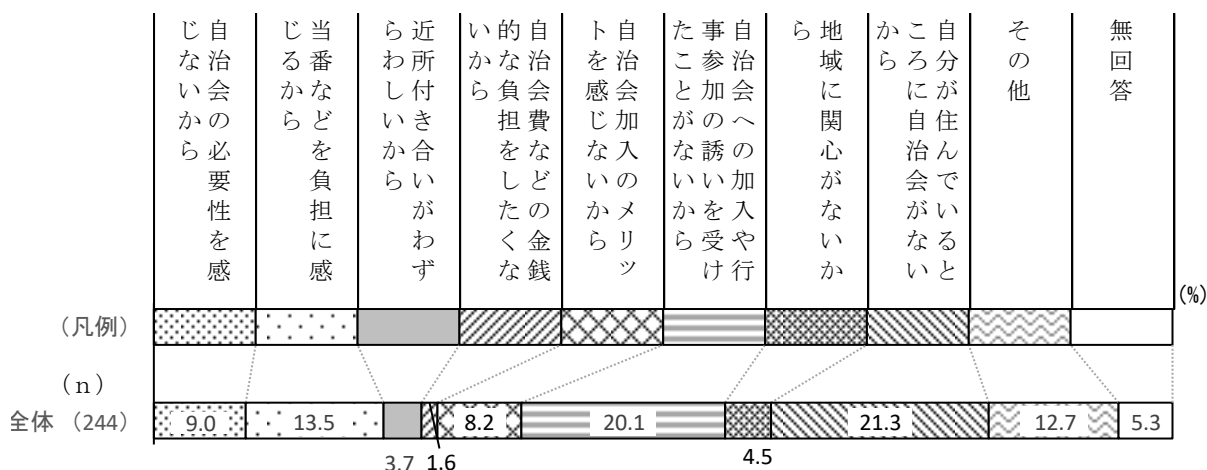 自治会の必要性を感
じないから
当番などを負担に感
じるから
近所付き合いがわず
らわしいから
自治会費などの金銭
的な負担をしたくな
いから
自治会加入のメリッ
トを感じないから
自治会への加入や行
事参加の誘いを受け
たことがないから
地域に関心がないか
ら
自分が住んでいると
ころに自治会がない
から
その他
無回答
(%)
(凡例)
(n)
全体 (244)
9.0
13.5
3.7
1.6
8.2
20.1
4.5
21.3
12.7
5.3